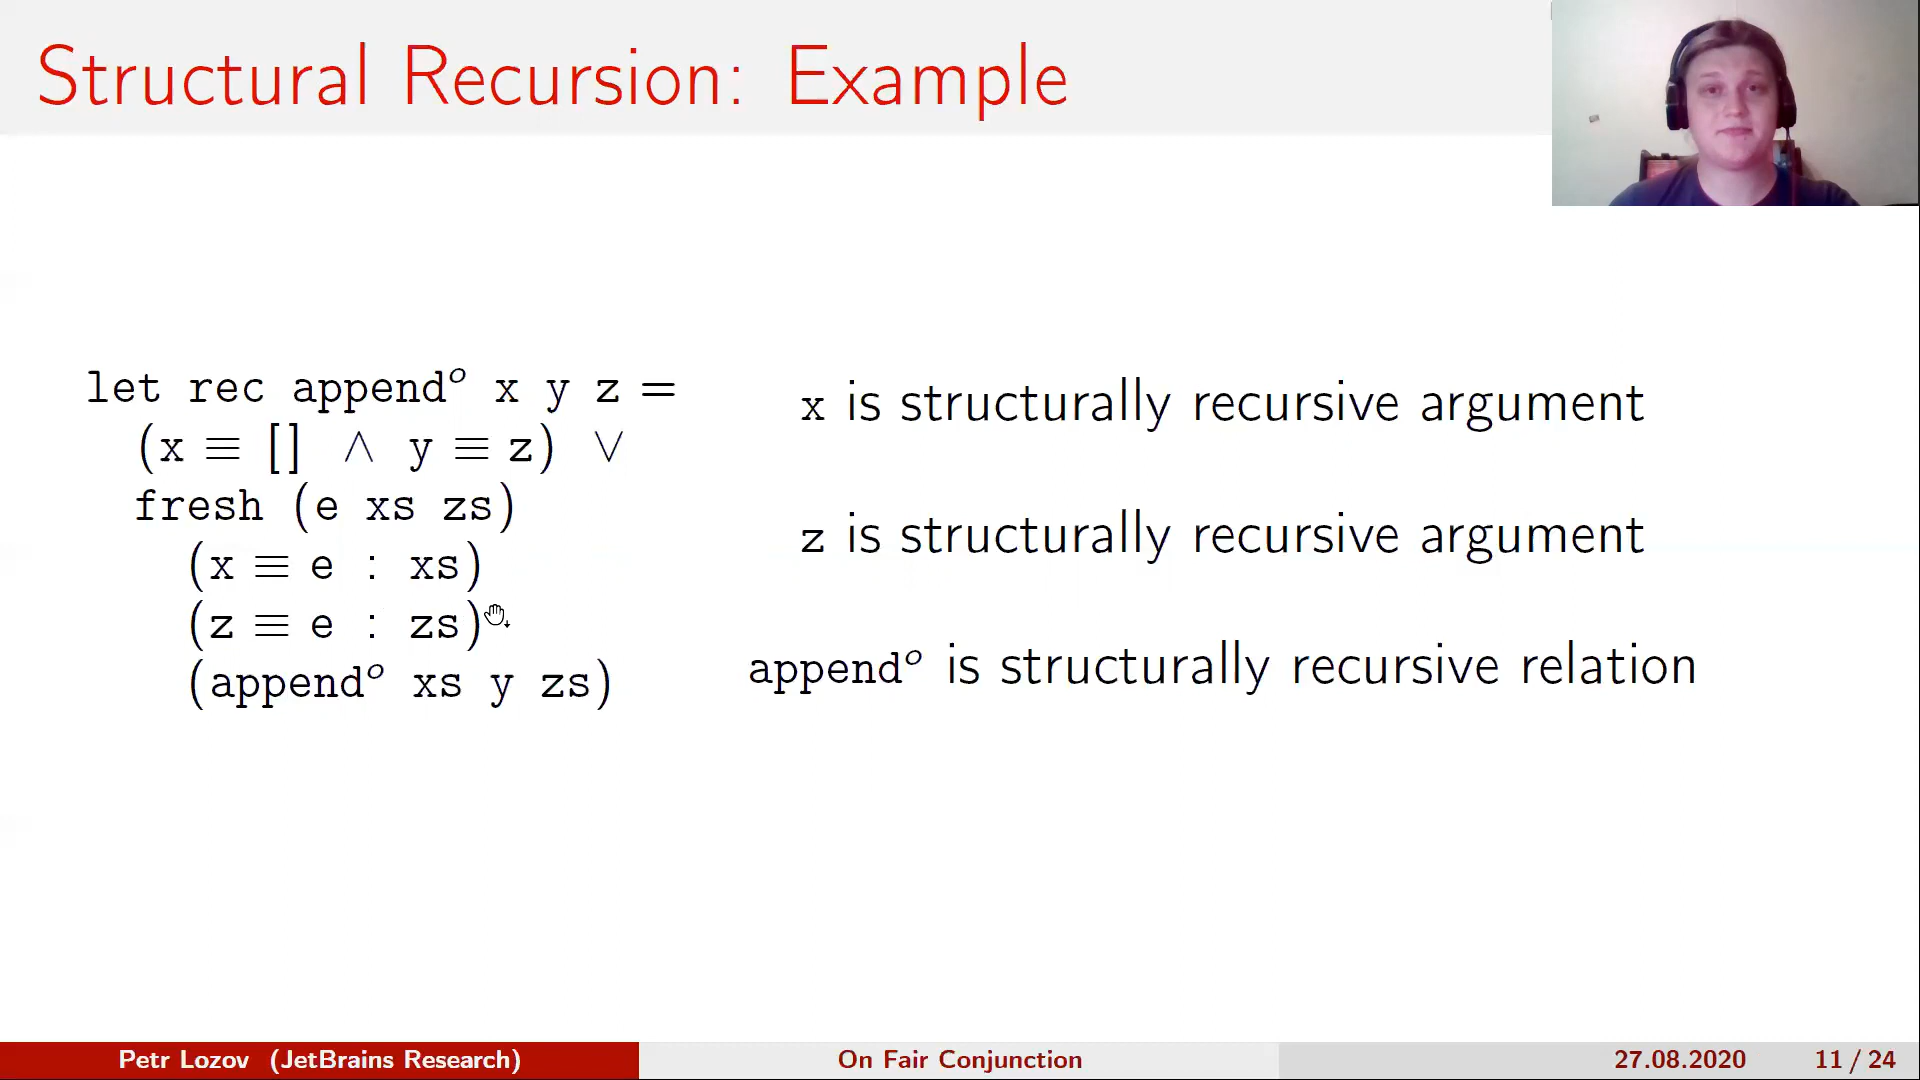 Structural Recursion: Example
let rec appendᵒ x y z =
(x ≡ [] ∧ y ≡ z) ∨
fresh (e xs zs)
(x ≡ e : xs)
(z ≡ e : zs)
(appendᵒ xs y zs)
x is structurally recursive argument
z is structurally recursive argument
appendᵒ is structurally recursive relation
Petr Lozov (JetBrains Research) On Fair Conjunction 27.08.2020 11 / 24